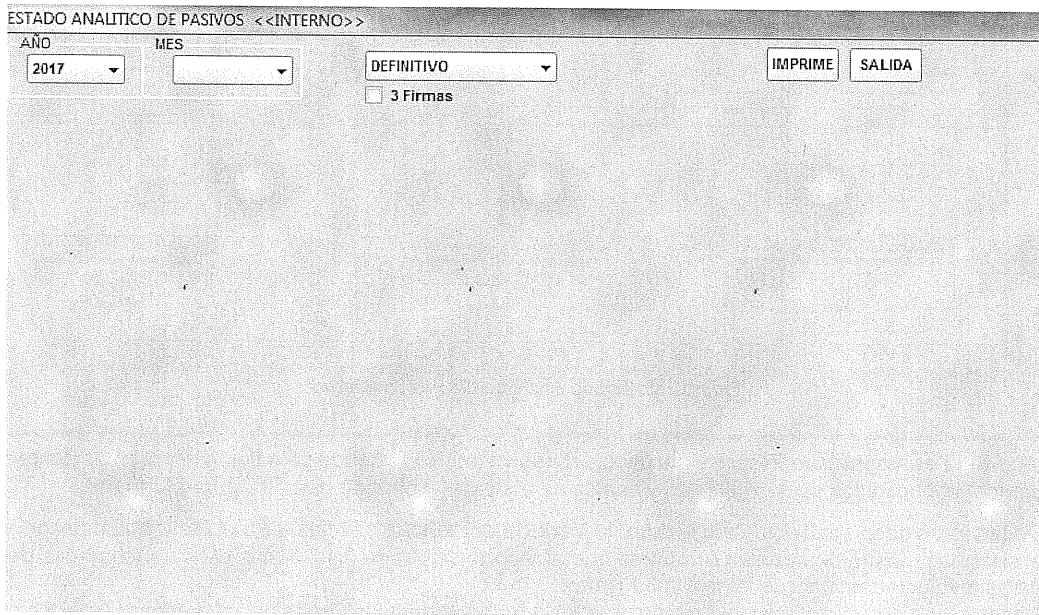 ESTADO ANALITICO DE PASIVOS <<INTERNO>>
AÑO MES
2017 DEFINITIVO IMPRIME SALIDA
3 Firmas